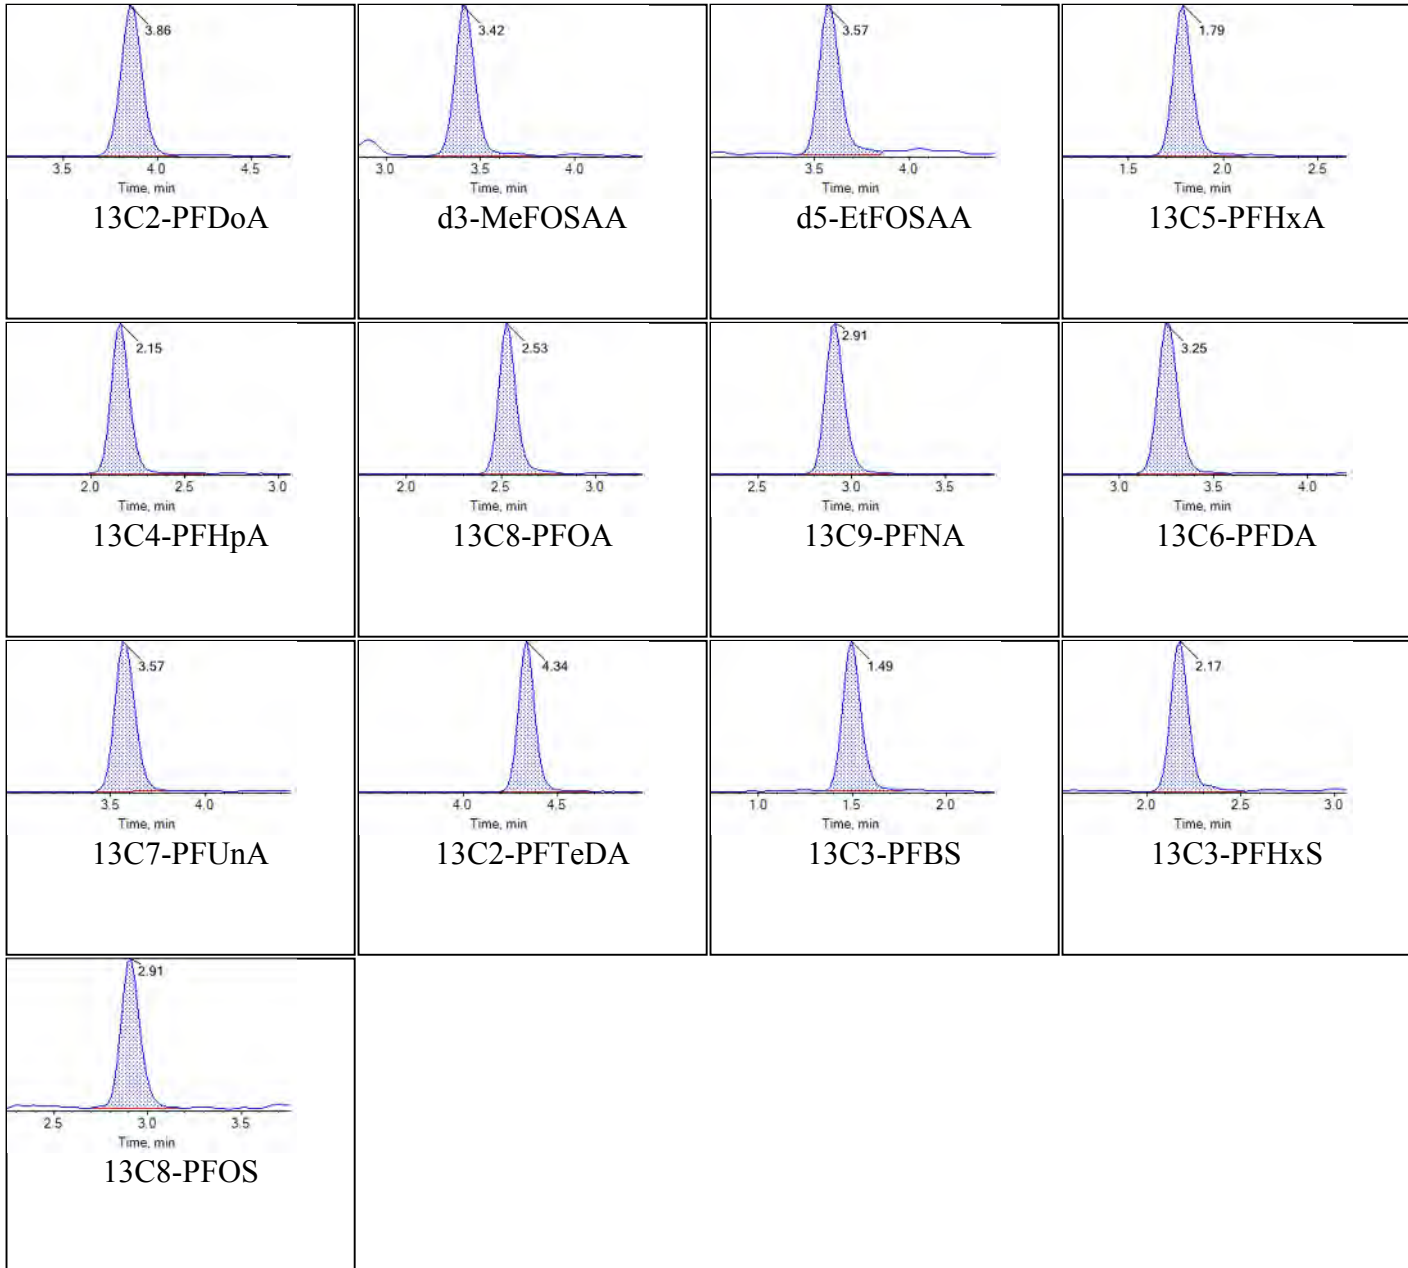 3.86
3.5 4.0 4.5
Time, min
13C2-PFDoA
3.42
3.0 3.5 4.0
Time, min
d3-MeFOSAA
3.57
3.5 4.0
Time, min
d5-EtFOSAA
1.79
1.5 2.0 2.5
Time, min
13C5-PFHxA
2.15
2.0 2.5 3.0
Time, min
13C4-PFHpA
2.53
2.0 2.5 3.0
Time, min
13C8-PFOA
2.91
2.5 3.0 3.5
Time, min
13C9-PFNA
3.25
3.0 3.5 4.0
Time, min
13C6-PFDA
3.57
3.5 4.0
Time, min
13C7-PFUnA
4.34
4.0 4.5
Time, min
13C2-PFTeDA
1.49
1.0 1.5 2.0
Time, min
13C3-PFBS
2.17
2.0 2.5 3.0
Time, min
13C3-PFHxS
2.91
2.5 3.0 3.5
Time, min
13C8-PFOS